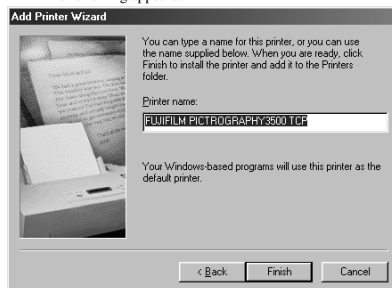 Add Printer Wizard
You can type a name for this printer, or you can use
the name supplied below. When you are ready, click
Finish to install the printer and add it to the Printers
folder.
Printer name:
FUJIFILM PICTROGRAPHY3500 TCP
Your Windows-based programs will use this printer as the
default printer.
< Back
Finish
Cancel